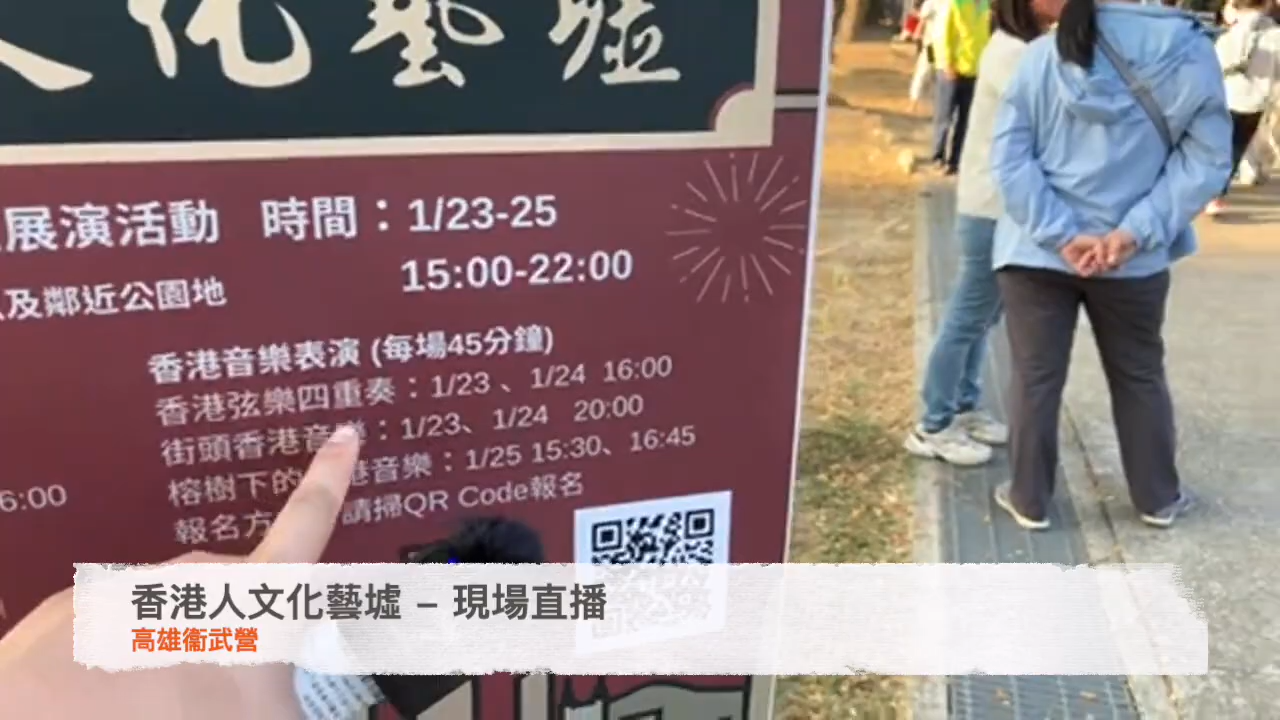 人文化藝墟
展演活動 時間：1/23-25
15:00-22:00
及鄰近公園地
香港音樂表演 (每場45分鐘)
香港弦樂四重奏：1/23 、1/24 16:00
街頭香港音樂：1/23、1/24 20:00
榕樹下的 港音樂：1/25 15:30、16:45
6:00
報名方 請掃QR Code報名
香港人文化藝墟 – 現場直播
高雄衞武營